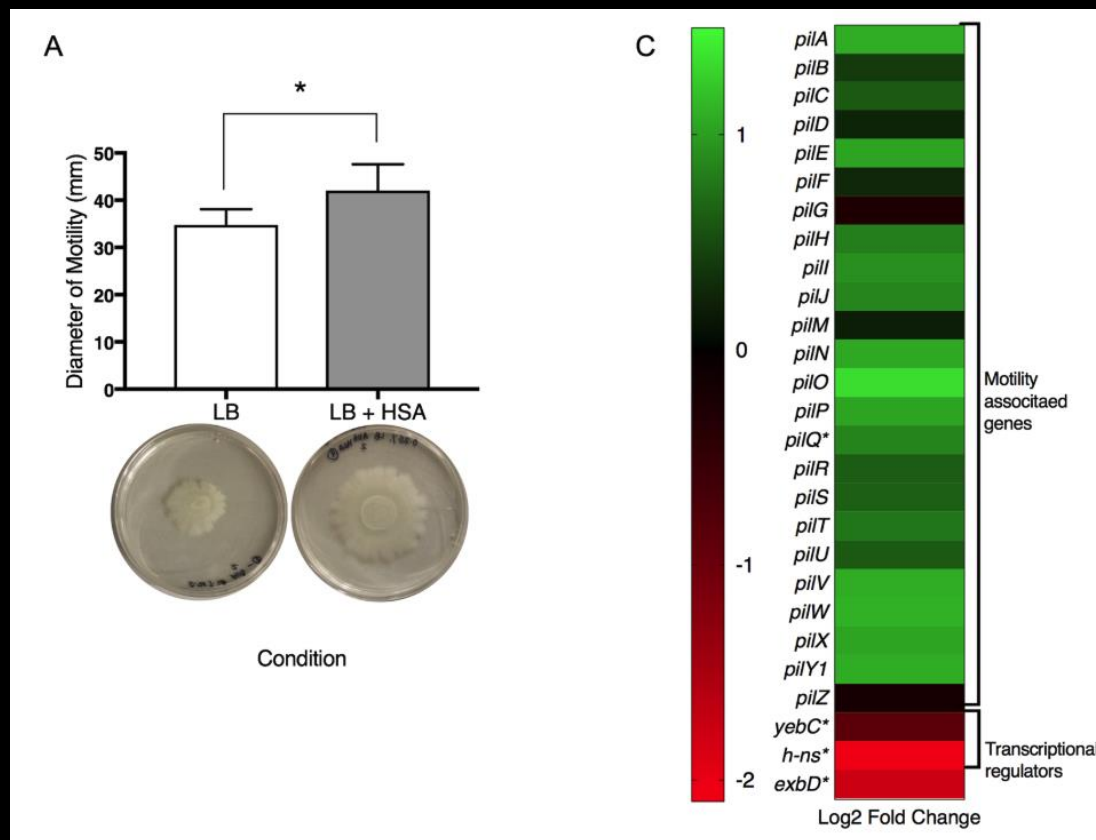 A
*
50
40
30
20
10
0
Diameter of Motility (mm)
LB
LB + HSA
Condition
C
1
0
-1
-2
pilA
pilB
pilC
pilD
pilE
pilF
pilG
pilH
pilI
pilJ
pilM
pilN
pilO
pilP
pilQ*
pilR
pilS
pilT
pilU
pilV
pilW
pilX
pilY1
pilZ
yebC*
h-ns*
exbD*
Motility
associtaed
genes
Transcriptional
regulators
Log2 Fold Change